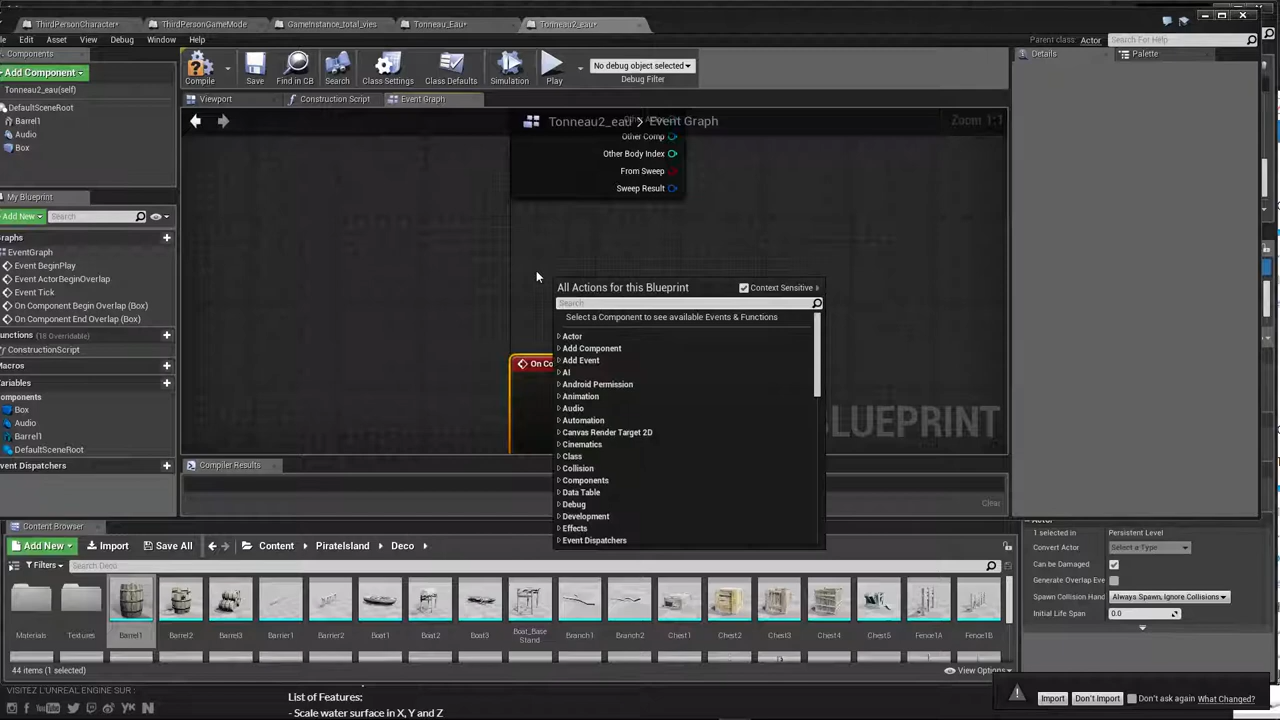 ThirdPersonCharacter* ThirdPersonGameMode GameInstance_total_vies Tonneau_Eau* Tonneau2_eau*
Edit Asset View Debug Window Help
Parent class: Actor Search For Help
Components
Add Component
Tonneau2_eau(self)
DefaultSceneRoot
Barrel1
Audio
Box
My Blueprint
Add New Search
Graphs
EventGraph
Event BeginPlay
Event ActorBeginOverlap
Event Tick
On Component Begin Overlap (Box)
On Component End Overlap (Box)
Functions (18 Overridable)
ConstructionScript
Macros
Variables
Components
Box
Audio
Barrel1
DefaultSceneRoot
Event Dispatchers
Compile Save Find in CB Search Class Settings Class Defaults Simulation Play
No debug object selected
Debug Filter
Viewport Construction Script Event Graph
Tonneau2_eau > Event Graph
Zoom 1:1
Other Comp
Other Body Index
From Sweep
Sweep Result
On Co
BLUEPRINT
All Actions for this Blueprint Context Sensitive
Search
Select a Component to see available Events & Functions
Actor
Add Component
Add Event
AI
Android Permission
Animation
Audio
Automation
Canvas Render Target 2D
Cinematics
Class
Collision
Components
Data Table
Debug
Development
Effects
Event Dispatchers
Compiler Results
Clear
Details Palette
Content Browser
Add New Import Save All Content PirateIsland Deco
Filters Search Deco
Materials Textures Barrel1 Barrel2 Barrel3 Barrier1 Barrier2 Boat1 Boat2 Boat3 Boat_Base Stand Branch1 Branch2 Chest1 Chest2 Chest3 Chest4 Chest5 Fence1A Fence1B
44 items (1 selected) View Options
Actor
1 selected in Persistent Level
Convert Actor Select a Type
Can be Damaged
Generate Overlap Eve
Spawn Collision Hand Always Spawn, Ignore Collisions
Initial Life Span 0.0
Import Don't Import Don't ask again What Changed?
VISITEZ L'UNREAL ENGINE SUR :
List of Features:
- Scale water surface in X, Y and Z